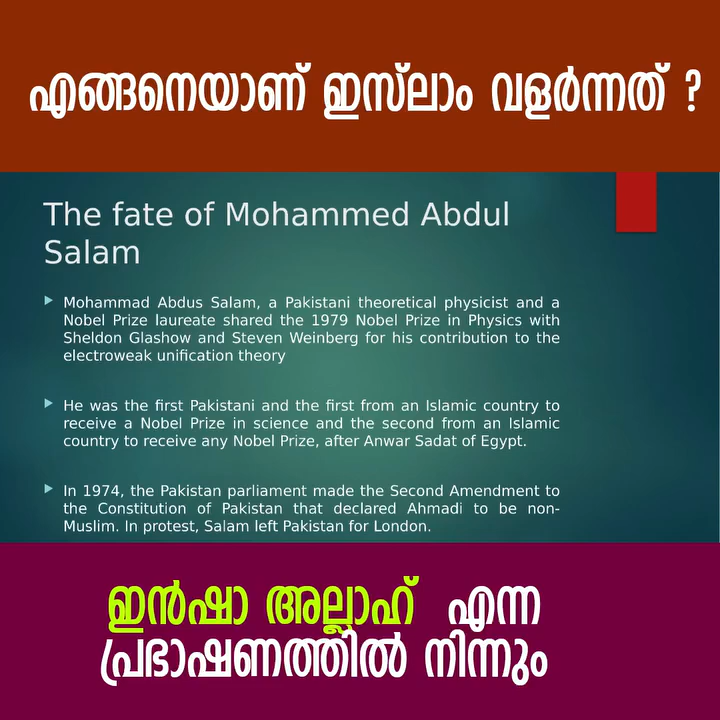 എങ്ങനെയാണ് ഇസ്ലാം വളർന്നത് ?
The fate of Mohammed Abdul
Salam
Mohammad Abdus Salam, a Pakistani theoretical physicist and a
Nobel Prize laureate shared the 1979 Nobel Prize in Physics with
Sheldon Glashow and Steven Weinberg for his contribution to the
electroweak unification theory
He was the first Pakistani and the first from an Islamic country to
receive a Nobel Prize in science and the second from an Islamic
country to receive any Nobel Prize, after Anwar Sadat of Egypt.
In 1974, the Pakistan parliament made the Second Amendment to
the Constitution of Pakistan that declared Ahmadi to be non-
Muslim. In protest, Salam left Pakistan for London.
ഇൻഷാ അല്ലാഹ് എന്ന
പ്രഭാഷണത്തിൽ നിന്നും